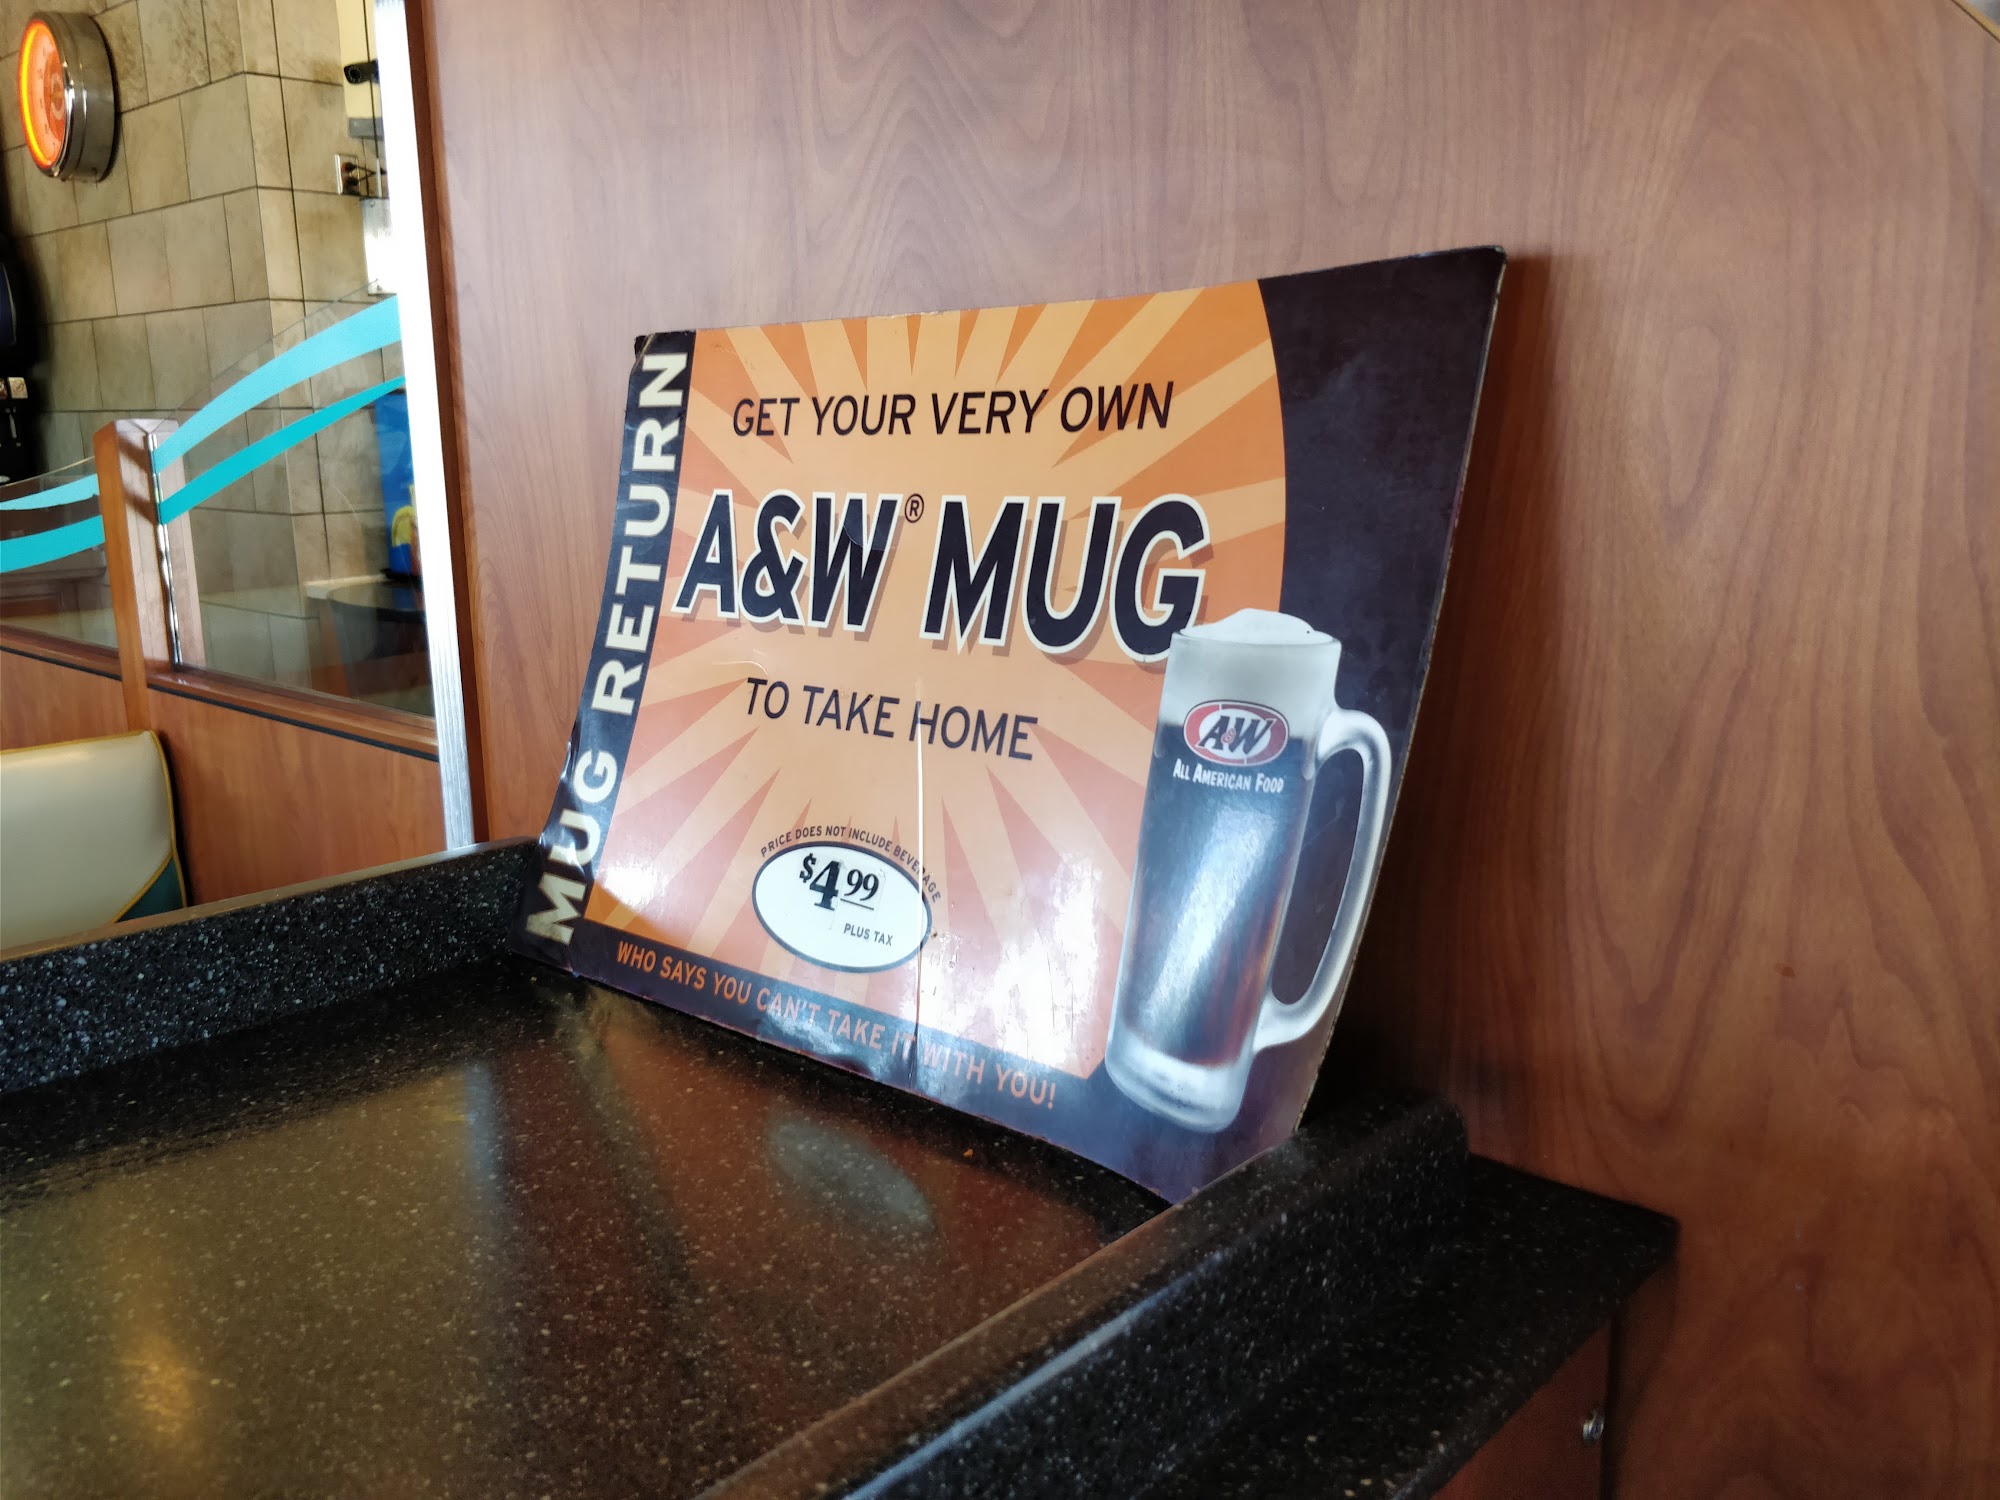 MUG RETURN
GET YOUR VERY OWN
A&W® MUG
TO TAKE HOME
PRICE DOES NOT INCLUDE BEVERAGE
$4.99
PLUS TAX
WHO SAYS YOU CAN'T TAKE IT WITH YOU!
A&W
ALL AMERICAN FOOD